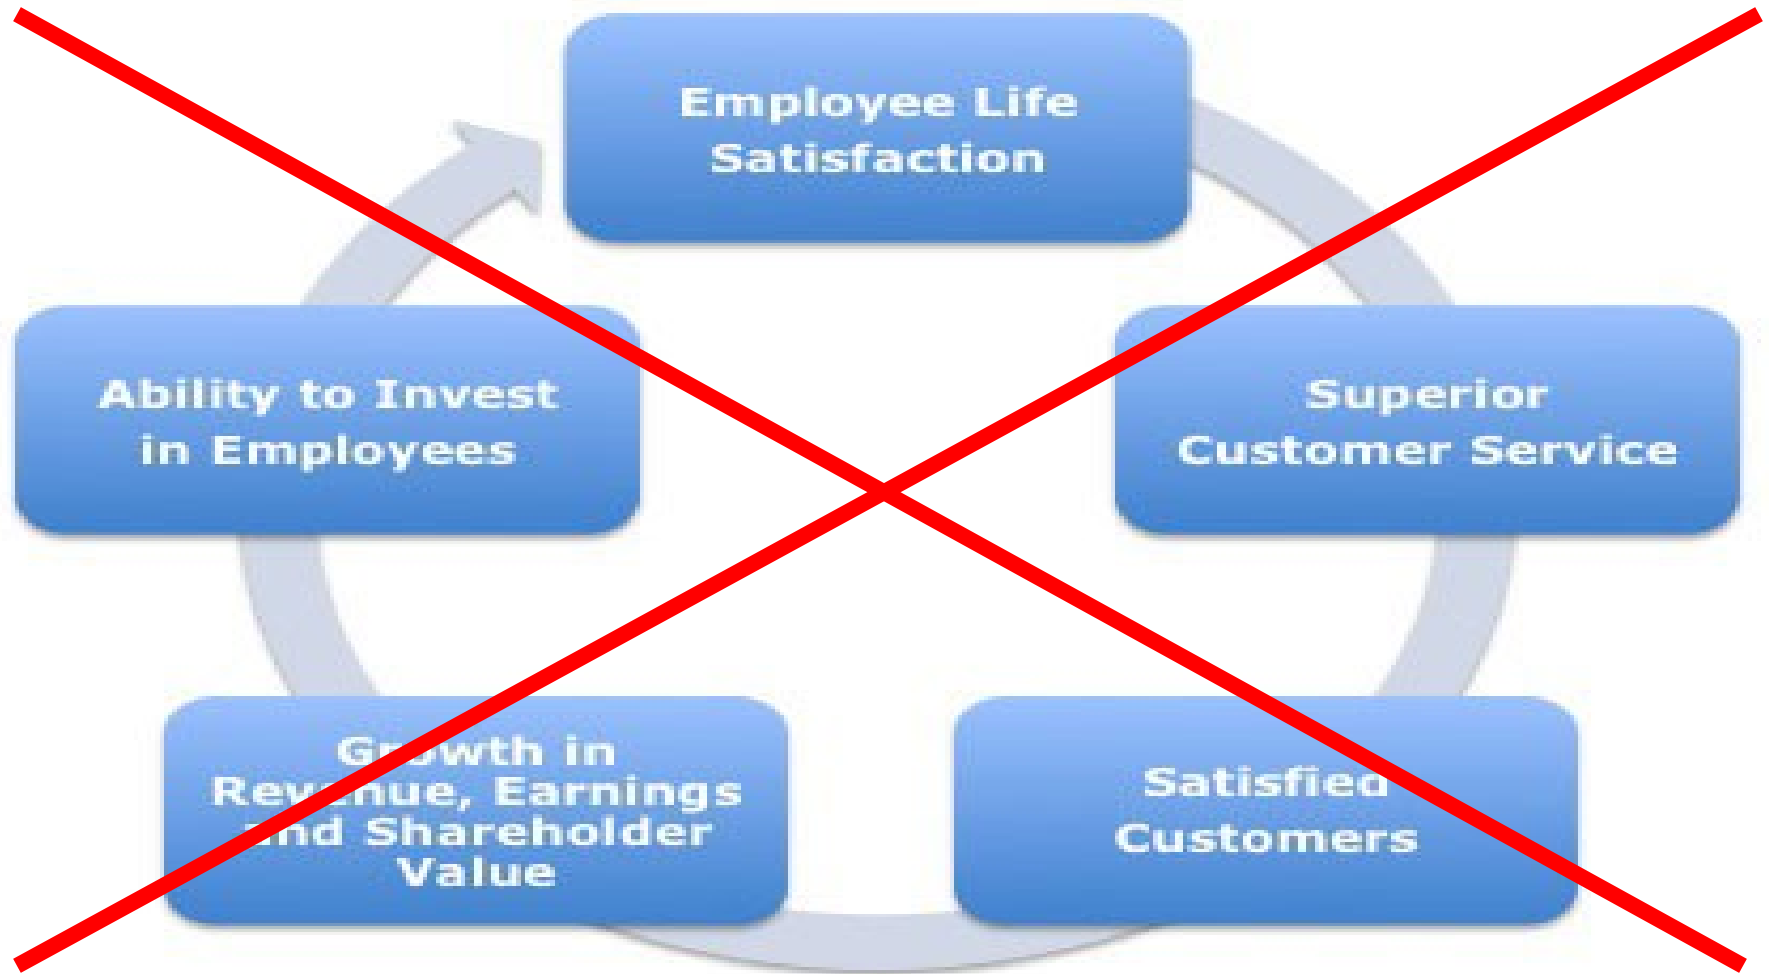 Employee Life
Satisfaction
Superior
Customer Service
Satisfied
Customers
Growth in
Revenue, Earnings
and Shareholder
Value
Ability to Invest
in Employees